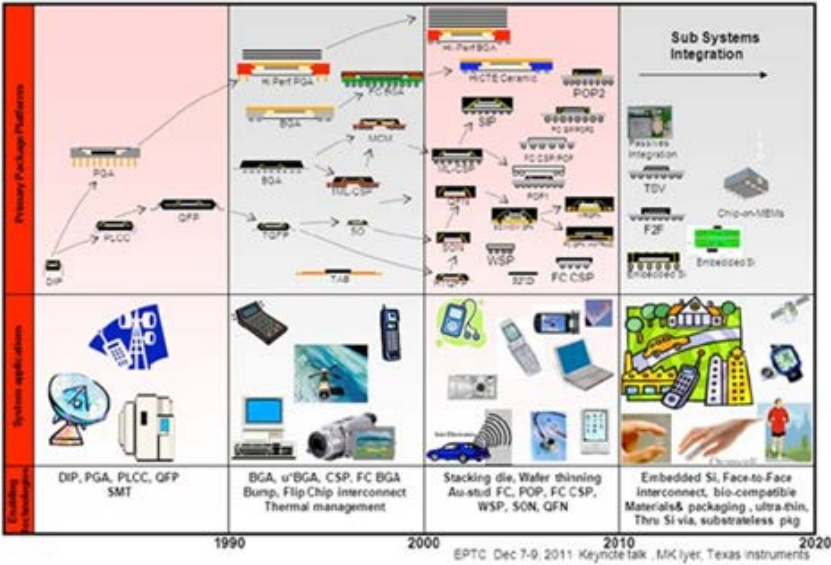 Primary Package Platforms
DIP
PGA
PLCC
QFP
Hi Perf PGA
BGA
BGA
FC BGA
MCM
TQFP
SO
TAB
Hi-Perf BGA
HiCTE Ceramic
POP2
SIP
FC CSP/POP
ML-CSP
POP1
QFN
SON
WSP
FC CSP
Sub Systems
Integration
Passives
Integration
TSV
F2F
Chip-on-MEMs
Embedded Si
Embedded Si
System applications
Enabling
technologies
DIP, PGA, PLCC, QFP
SMT
BGA, u*BGA, CSP, FC BGA
Bump, Flip Chip interconnect
Thermal management
Stacking die, Wafer thinning
Au-stud FC, POP, FC CSP,
WSP, SON, QFN
Embedded Si, Face-to-Face
interconnect, bio-compatible
Materials& packaging , ultra-thin,
Thru Si via, substrateless pkg
1990
2000
2010
2020
EPTC Dec 7-9, 2011 Keynote talk , MK Iyer, Texas Instruments